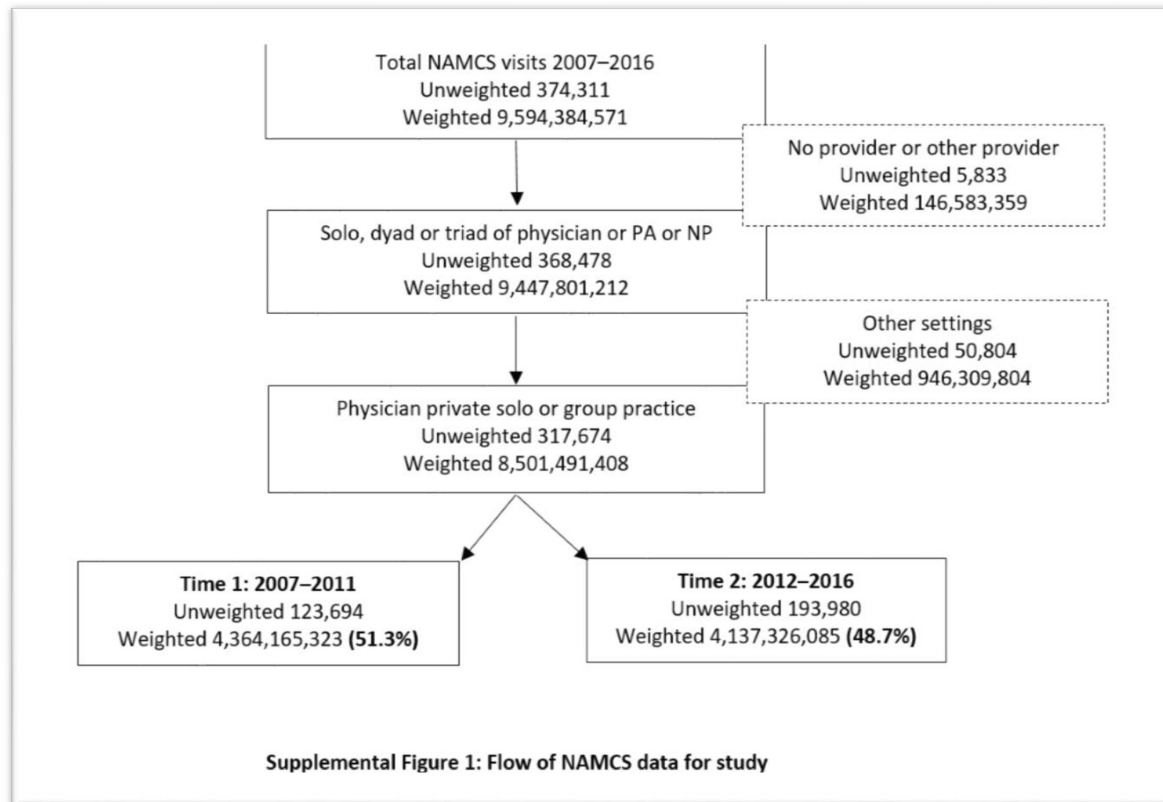 Total NAMCS visits 2007–2016
Unweighted 374,311
Weighted 9,594,384,571
No provider or other provider
Unweighted 5,833
Weighted 146,583,359
Solo, dyad or triad of physician or PA or NP
Unweighted 368,478
Weighted 9,447,801,212
Other settings
Unweighted 50,804
Weighted 946,309,804
Physician private solo or group practice
Unweighted 317,674
Weighted 8,501,491,408
Time 1: 2007–2011
Unweighted 123,694
Weighted 4,364,165,323 (51.3%)
Time 2: 2012–2016
Unweighted 193,980
Weighted 4,137,326,085 (48.7%)
Supplemental Figure 1: Flow of NAMCS data for study